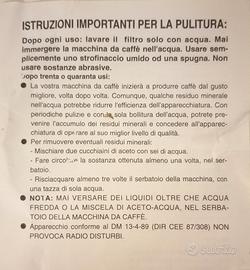 ISTRUZIONI IMPORTANTI PER LA PULITURA:
Dopo ogni uso: lavare il filtro solo con acqua. Mai
immergere la macchina da caffè nell'acqua. Usare sem-
plicemente uno strofinaccio umido od una spugna. Non
usare sostanze abrasive.
Dopo trenta o quaranta usi:
● La vostra macchina da caffè inizierà a produrre caffè dal gusto
migliore, volta dopo volta. Comunque, qualche residuo minerale
nell'acqua potrebbe ridurre l'efficienza dell'apparecchiatura. Con
periodiche pulizie e con la sola bollitura dell'acqua, potrete
prevenire l'accumulo dei residui minerali e concedere all'apparec-
chiatura di operare al suo miglior livello di qualità.
● Per rimuovere eventuali residui minerali:
- Mischiare due cucchiaini di aceto con sei di acqua.
- Fare circolare la sostanza ottenuta almeno una volta, nel ser-
batoio.
- Risciacquare almeno tre volte il serbatoio della macchina, con
una tazza di sola acqua.
● NOTA: MAI VERSARE DEI LIQUIDI OLTRE CHE ACQUA
FREDDA O LA MISCELA DI ACETO-ACQUA, NEL SERBA-
TOIO DELLA MACCHINA DA CAFFÈ.
● Apparecchio conforme al DM 13-4-89 (DIR CEE 87/308) NON
PROVOCA RADIO DISTURBI.
subito